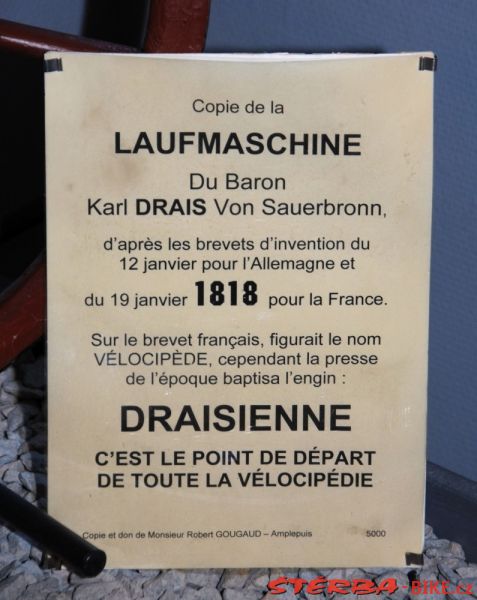 Copie de la
LAUFMASCHINE
Du Baron
Karl DRAIS Von Sauerbronn,
d'après les brevets d'invention du
12 janvier pour l'Allemagne et
du 19 janvier 1818 pour la France.
Sur le brevet français, figurait le nom
VÉLOCIPÈDE, cependant la presse
de l'époque baptisa l'engin :
DRAISIENNE
C'EST LE POINT DE DÉPART
DE TOUTE LA VÉLOCIPÉDIE
Copie et don de Monsieur Robert GOUGAUD – Amplepuis 5000
STERBA-BIKE.cz